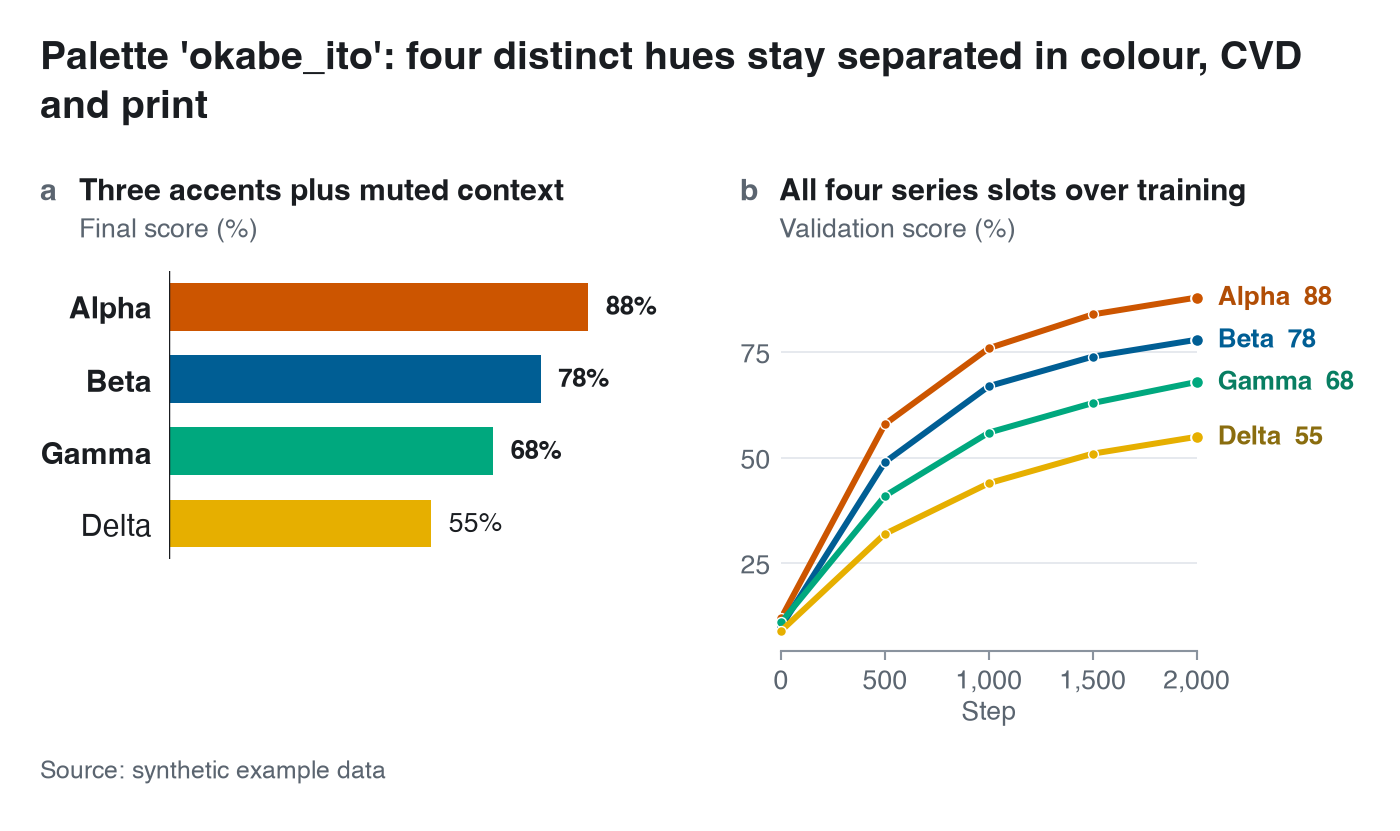 Palette 'okabe_ito': four distinct hues stay separated in colour, CVD
and print
a Three accents plus muted context
Final score (%)
Alpha 88%
Beta 78%
Gamma 68%
Delta 55%
b All four series slots over training
Validation score (%)
75
50
25
Alpha 88
Beta 78
Gamma 68
Delta 55
0 500 1,000 1,500 2,000
Step
Source: synthetic example data